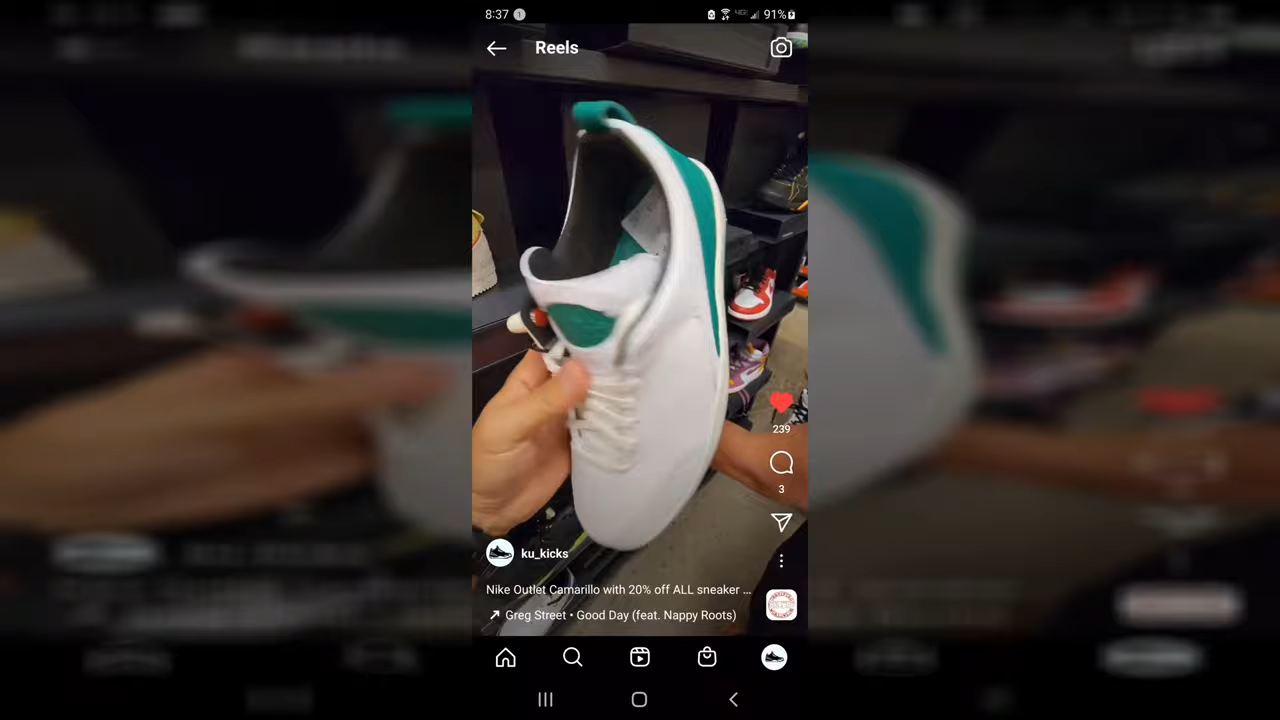 8:37 1 91%
Reels
239
3
ku_kicks
Nike Outlet Camarillo with 20% off ALL sneaker ...
Greg Street • Good Day (feat. Nappy Roots)